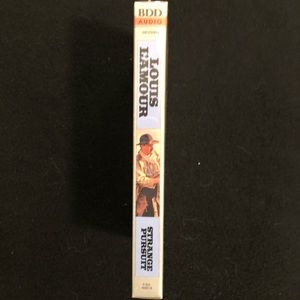 BDD
AUDIO
LOUIS
L'AMOUR
STRANGE
PURSUIT